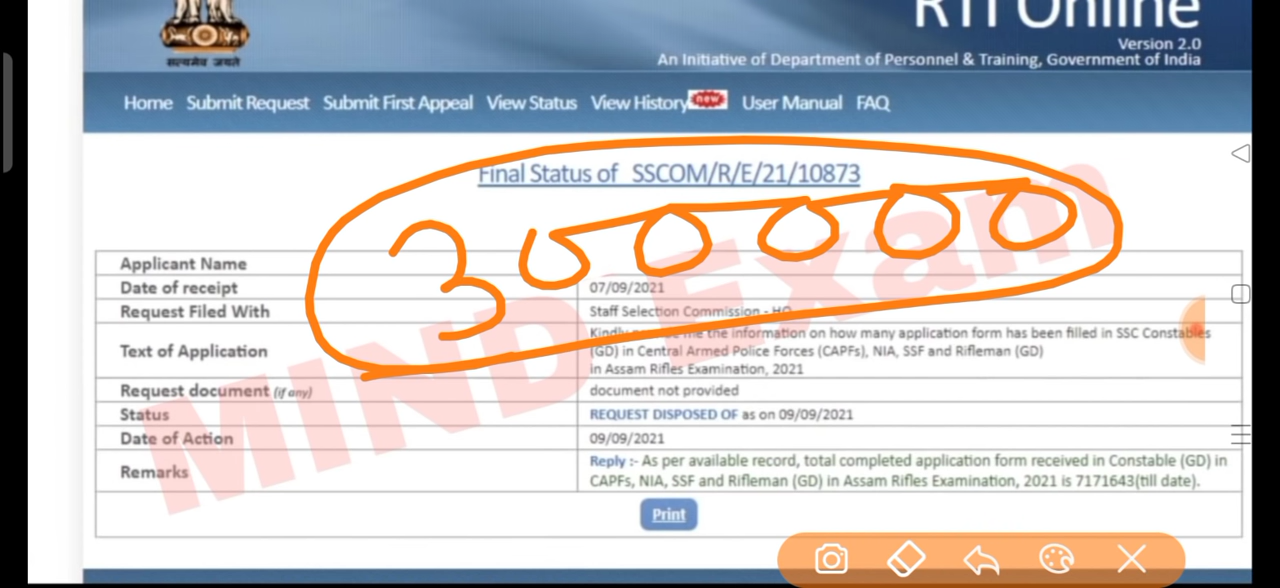 सत्यमेव जयते
RTI Online
Version 2.0
An Initiative of Department of Personnel & Training, Government of India
Home Submit Request Submit First Appeal View Status View History new User Manual FAQ
Final Status of SSCOM/R/E/21/10873
300000
Applicant Name
Date of receipt 07/09/2021
Request Filed With Staff Selection Commission - HQ
Text of Application Kindly me the information on how many application form has been filled in SSC Constables
(GD) in Central Armed Police Forces (CAPFs), NIA, SSF and Rifleman (GD)
in Assam Rifles Examination, 2021
Request document (if any) document not provided
Status REQUEST DISPOSED OF as on 09/09/2021
Date of Action 09/09/2021
Remarks Reply :- As per available record, total completed application form received in Constable (GD) in
CAPFs, NIA, SSF and Rifleman (GD) in Assam Rifles Examination, 2021 is 7171643(till date).
Print
MIND Exam